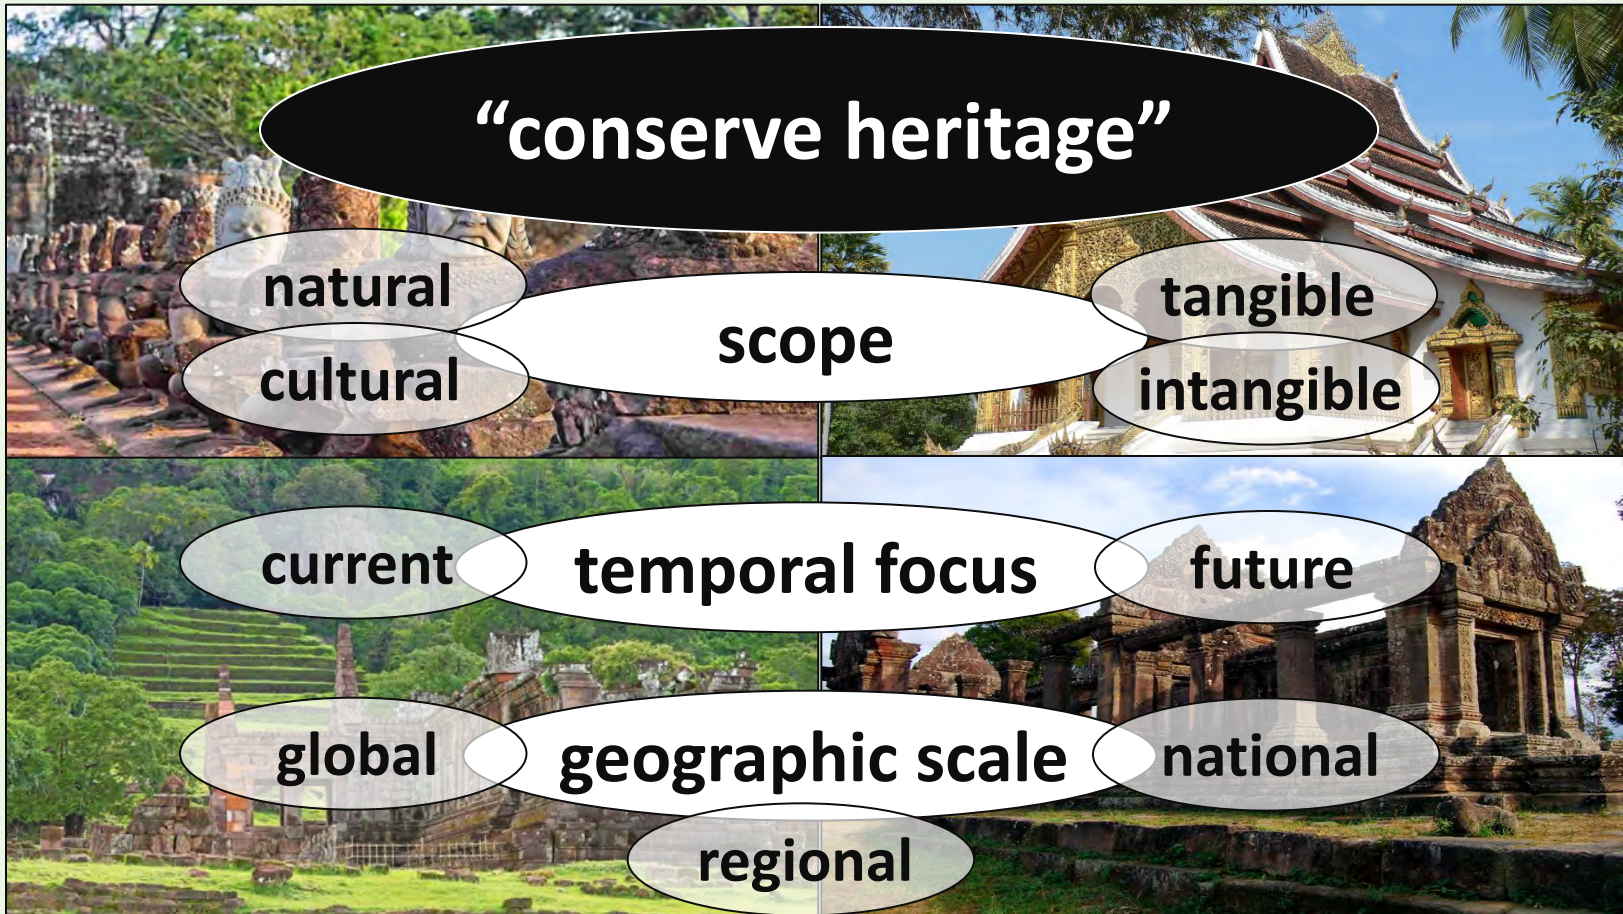 “conserve heritage”
natural
cultural
scope
tangible
intangible
current
temporal focus
future
global
geographic scale
national
regional